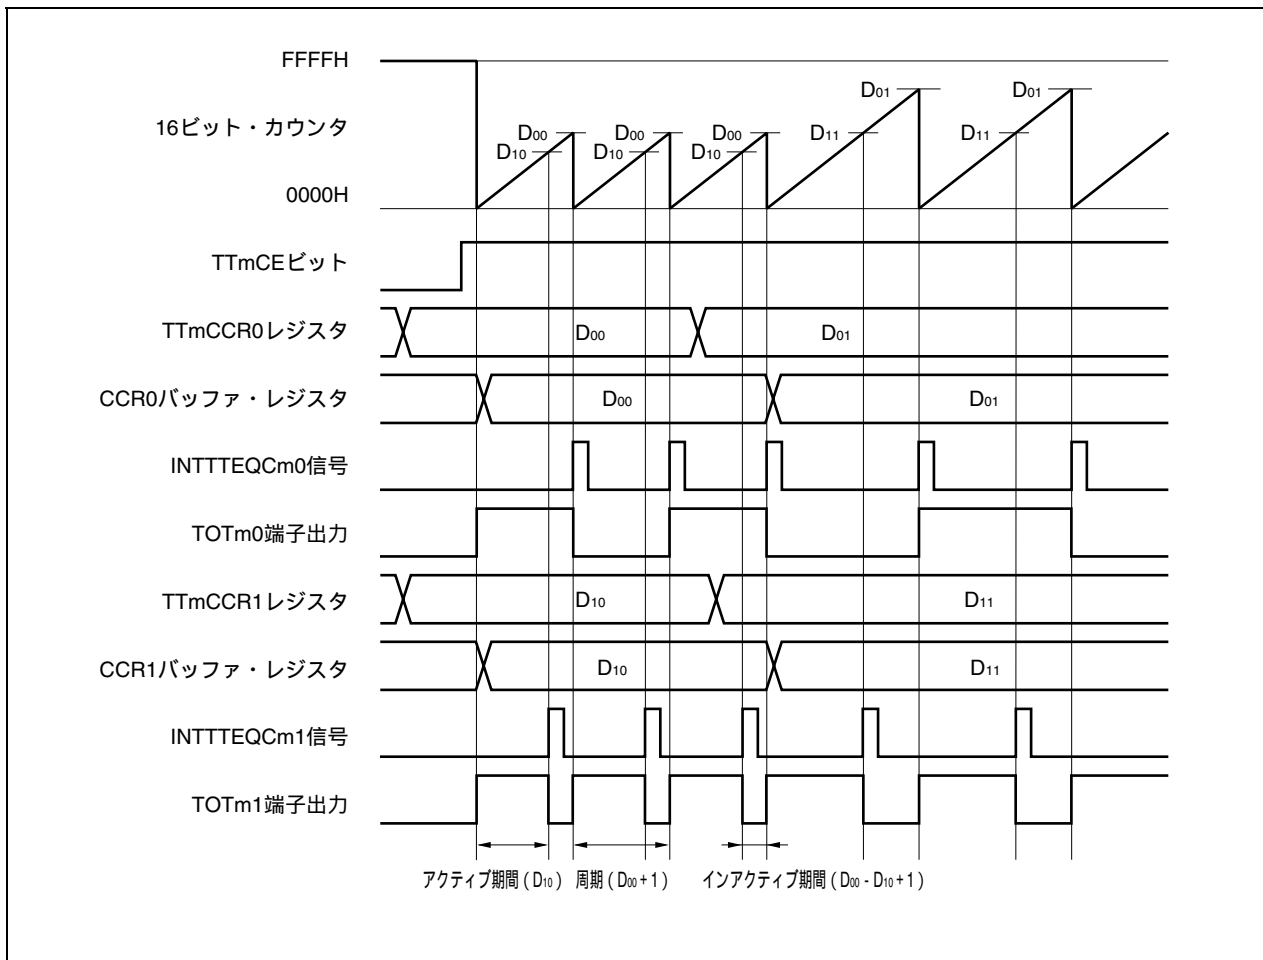 FFFFH
16ビット・カウンタ
0000H
D00 D10 D00 D10 D00 D10 D01 D11 D01 D11
TTmCEビット
TTmCCR0レジスタ D00 D01
CCR0バッファ・レジスタ D00 D01
INTTTEQCm0信号
TOTm0端子出力
TTmCCR1レジスタ D10 D11
CCR1バッファ・レジスタ D10 D11
INTTTEQCm1信号
TOTm1端子出力
アクティブ期間 ( D10 ) 周期 ( D00 + 1 ) インアクティブ期間 ( D00 - D10 + 1 )